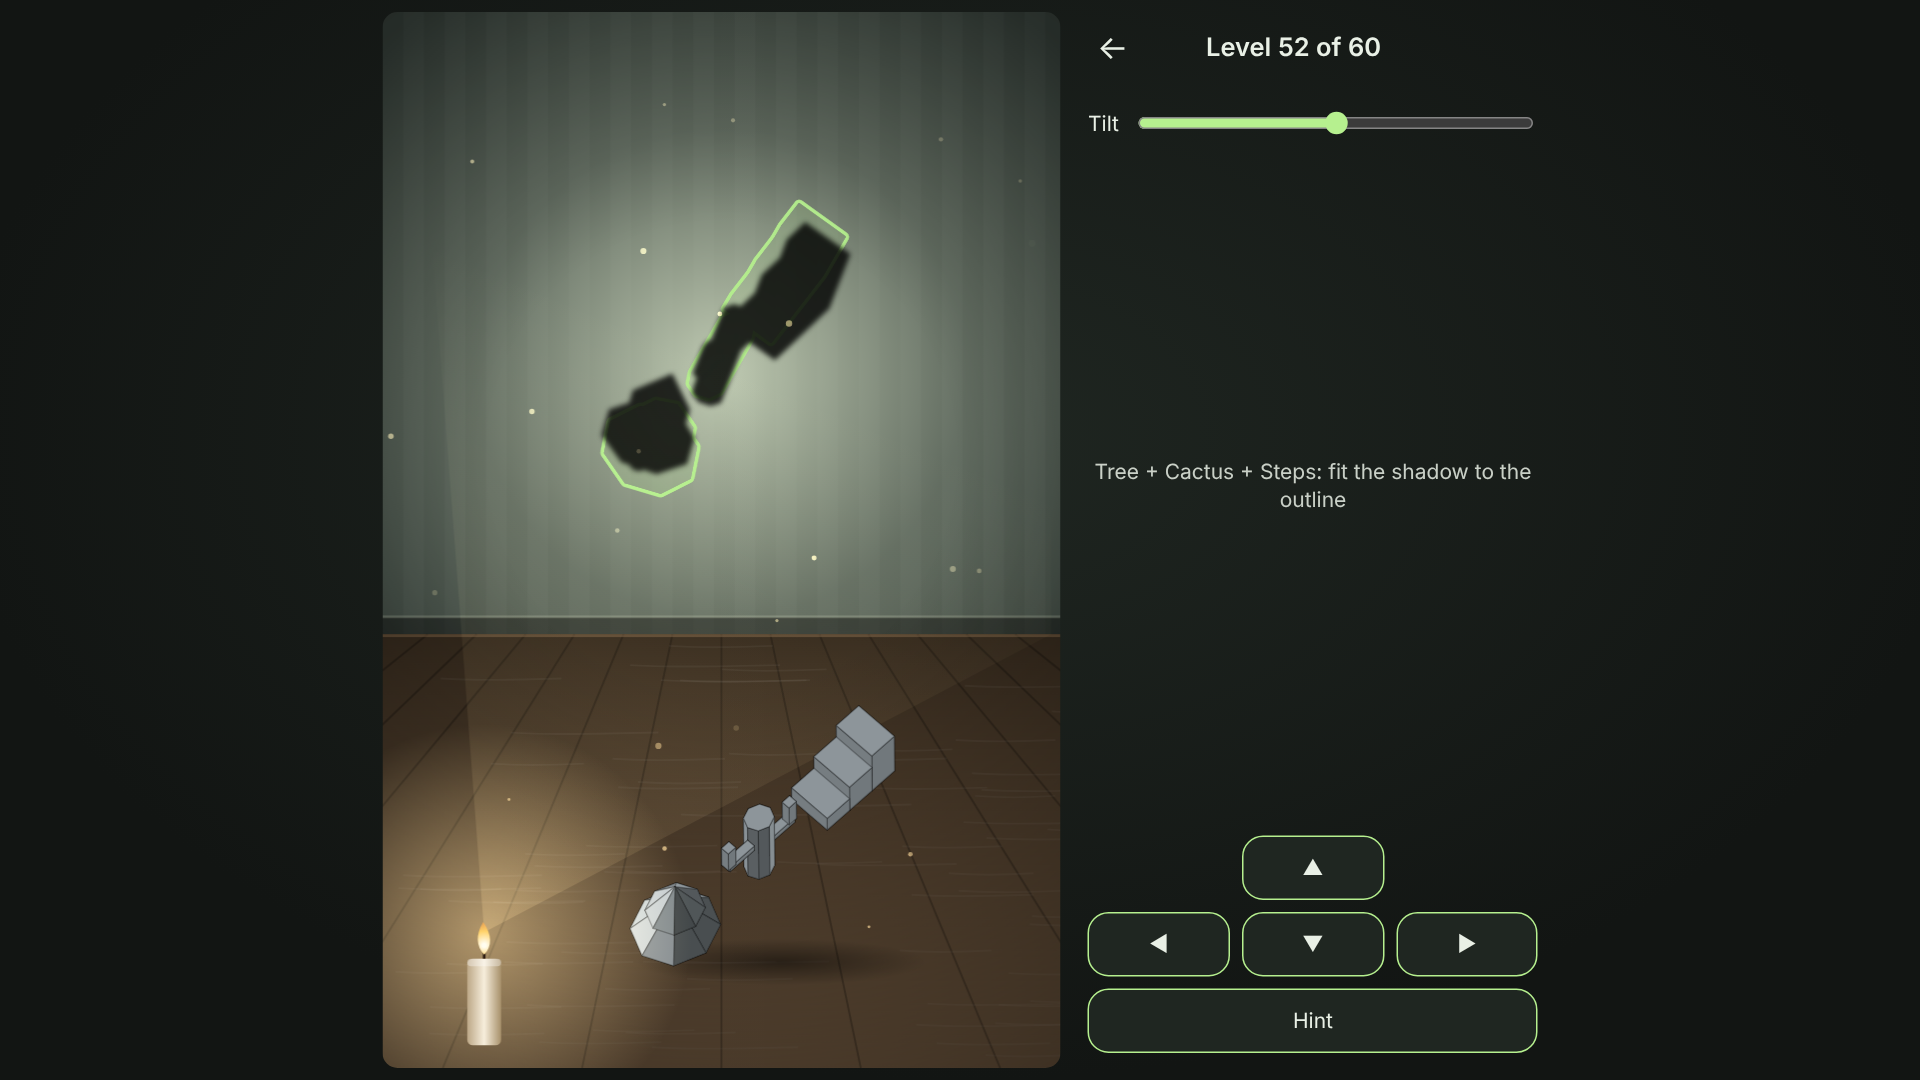 Level 52 of 60
Tilt
Tree + Cactus + Steps: fit the shadow to the
outline
Hint